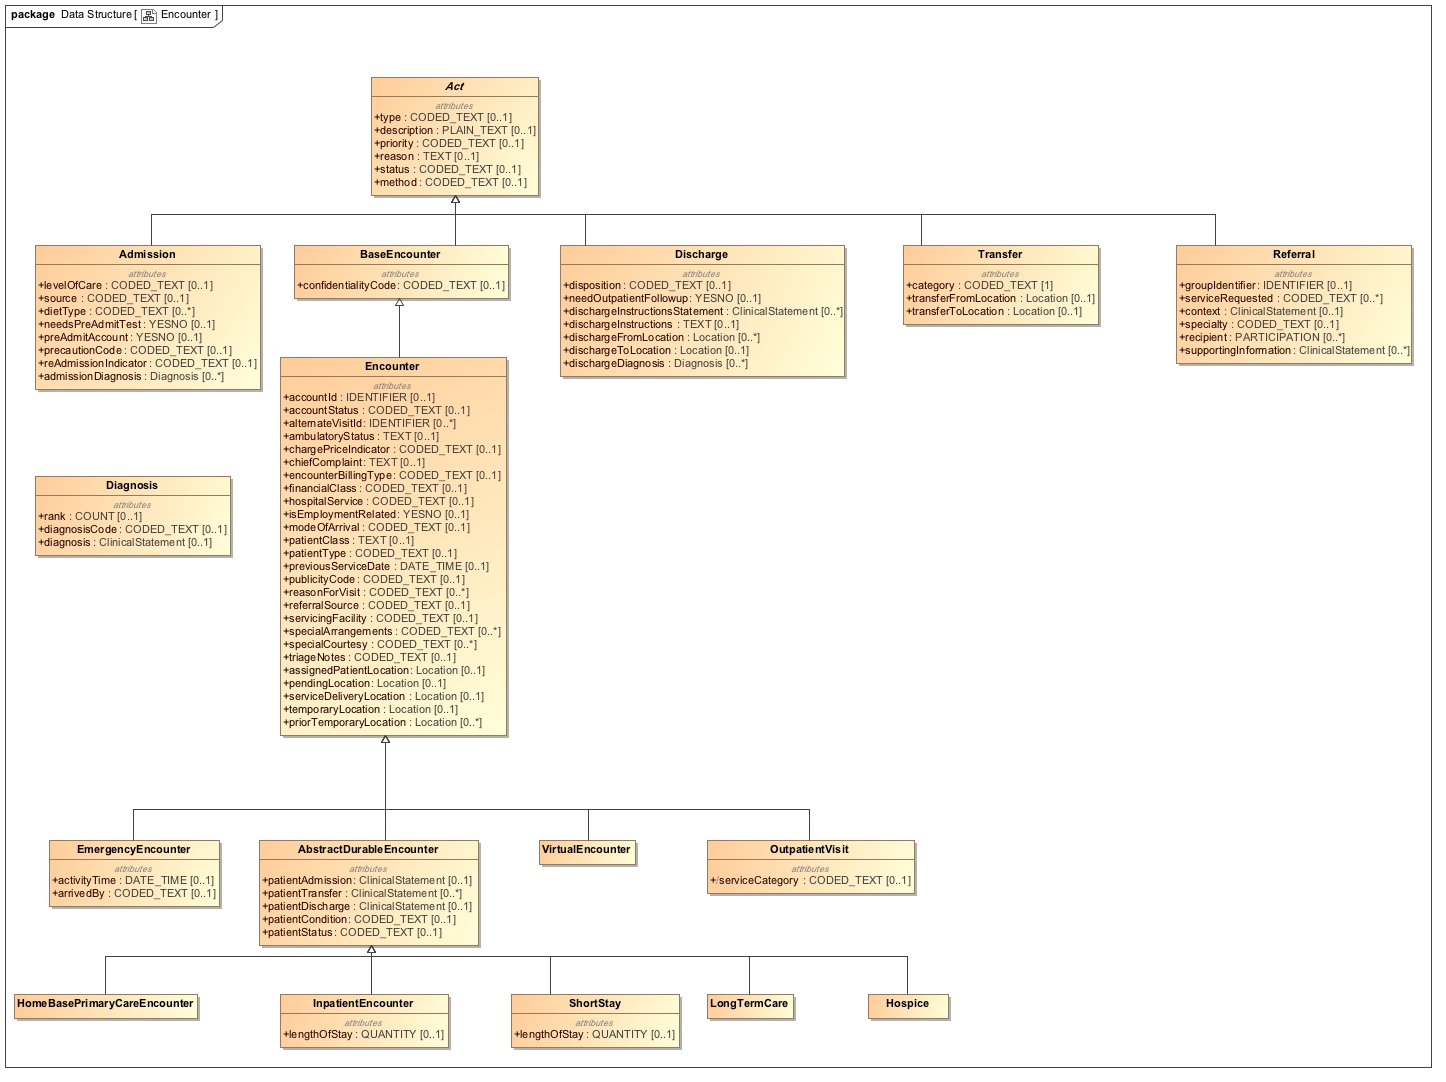 package Data Structure [ Encounter ]
Act
attributes
+type : CODED_TEXT [0..1]
+description : PLAIN_TEXT [0..1]
+priority : CODED_TEXT [0..1]
+reason : TEXT [0..1]
+status : CODED_TEXT [0..1]
+method : CODED_TEXT [0..1]
Admission
attributes
+levelOfCare : CODED_TEXT [0..1]
+source : CODED_TEXT [0..1]
+dietType : CODED_TEXT [0..*]
+needsPreAdmitTest : YESNO [0..1]
+preAdmitAccount : YESNO [0..1]
+precautionCode : CODED_TEXT [0..1]
+reAdmissionIndicator : CODED_TEXT [0..1]
+admissionDiagnosis : Diagnosis [0..*]
BaseEncounter
attributes
+confidentialityCode : CODED_TEXT [0..1]
Discharge
attributes
+disposition : CODED_TEXT [0..1]
+needOutpatientFollowup : YESNO [0..1]
+dischargeInstructionsStatement : ClinicalStatement [0..*]
+dischargeInstructions : TEXT [0..1]
+dischargeFromLocation : Location [0..*]
+dischargeToLocation : Location [0..1]
+dischargeDiagnosis : Diagnosis [0..*]
Transfer
attributes
+category : CODED_TEXT [1]
+transferFromLocation : Location [0..1]
+transferToLocation : Location [0..1]
Referral
attributes
+groupIdentifier : IDENTIFIER [0..1]
+serviceRequested : CODED_TEXT [0..*]
+context : ClinicalStatement [0..1]
+specialty : CODED_TEXT [0..1]
+recipient : PARTICIPATION [0..*]
+supportingInformation : ClinicalStatement [0..*]
Encounter
attributes
+accountId : IDENTIFIER [0..1]
+accountStatus : CODED_TEXT [0..1]
+alternateVisitId : IDENTIFIER [0..*]
+ambulatoryStatus : TEXT [0..1]
+chargePriceIndicator : CODED_TEXT [0..1]
+chiefComplaint : TEXT [0..1]
+encounterBillingType : CODED_TEXT [0..1]
+financialClass : CODED_TEXT [0..1]
+hospitalService : CODED_TEXT [0..1]
+isEmploymentRelated : YESNO [0..1]
+modeOfArrival : CODED_TEXT [0..1]
+patientClass : TEXT [0..1]
+patientType : CODED_TEXT [0..1]
+previousServiceDate : DATE_TIME [0..1]
+publicityCode : CODED_TEXT [0..1]
+reasonForVisit : CODED_TEXT [0..*]
+referralSource : CODED_TEXT [0..1]
+servicingFacility : CODED_TEXT [0..1]
+specialArrangements : CODED_TEXT [0..*]
+specialCourtesy : CODED_TEXT [0..*]
+triageNotes : CODED_TEXT [0..1]
+assignedPatientLocation : Location [0..1]
+pendingLocation : Location [0..1]
+serviceDeliveryLocation : Location [0..1]
+temporaryLocation : Location [0..1]
+priorTemporaryLocation : Location [0..*]
Diagnosis
attributes
+rank : COUNT [0..1]
+diagnosisCode : CODED_TEXT [0..1]
+diagnosis : ClinicalStatement [0..1]
EmergencyEncounter
attributes
+activityTime : DATE_TIME [0..1]
+arrivedBy : CODED_TEXT [0..1]
AbstractDurableEncounter
attributes
+patientAdmission : ClinicalStatement [0..1]
+patientTransfer : ClinicalStatement [0..*]
+patientDischarge : ClinicalStatement [0..1]
+patientCondition : CODED_TEXT [0..1]
+patientStatus : CODED_TEXT [0..1]
VirtualEncounter
OutpatientVisit
attributes
+/serviceCategory : CODED_TEXT [0..1]
HomeBasePrimaryCareEncounter
InpatientEncounter
attributes
+lengthOfStay : QUANTITY [0..1]
ShortStay
attributes
+lengthOfStay : QUANTITY [0..1]
LongTermCare
Hospice